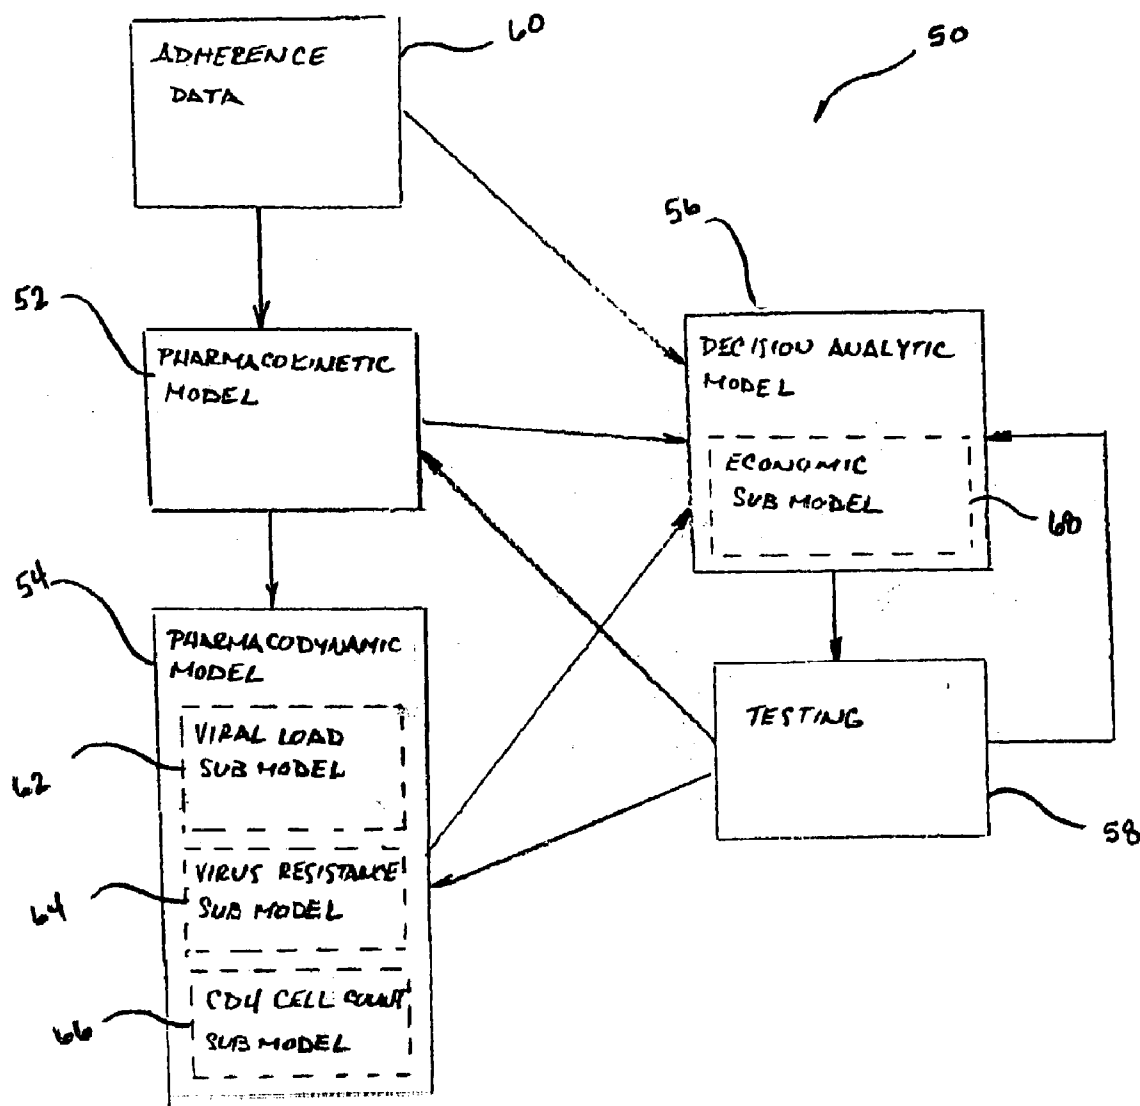 ADHERENCE
DATA
60
50
56
52
PHARMACOKINETIC
MODEL
DECISION ANALYTIC
MODEL
ECONOMIC
SUB MODEL
68
54
PHARMACODYNAMIC
MODEL
VIRAL LOAD
SUB MODEL
62
TESTING
58
VIRUS RESISTANCE
SUB MODEL
64
CD4 CELL COUNT
SUB MODEL
66